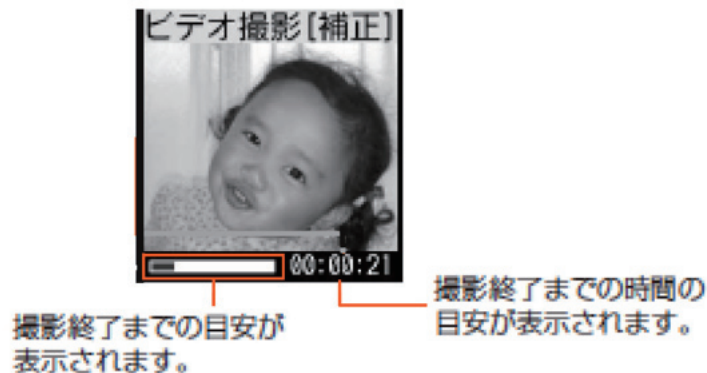 ビデオ撮影[補正]
00:00:21
撮影終了までの時間の
目安が表示されます。
撮影終了までの目安が
表示されます。